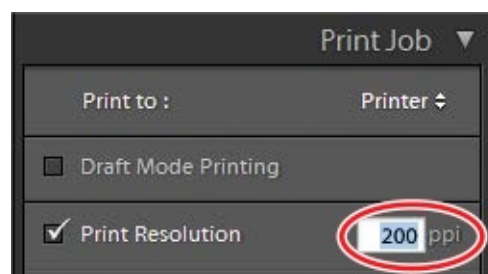 Print Job ▼
Print to : Printer
Draft Mode Printing
Print Resolution 200 ppi